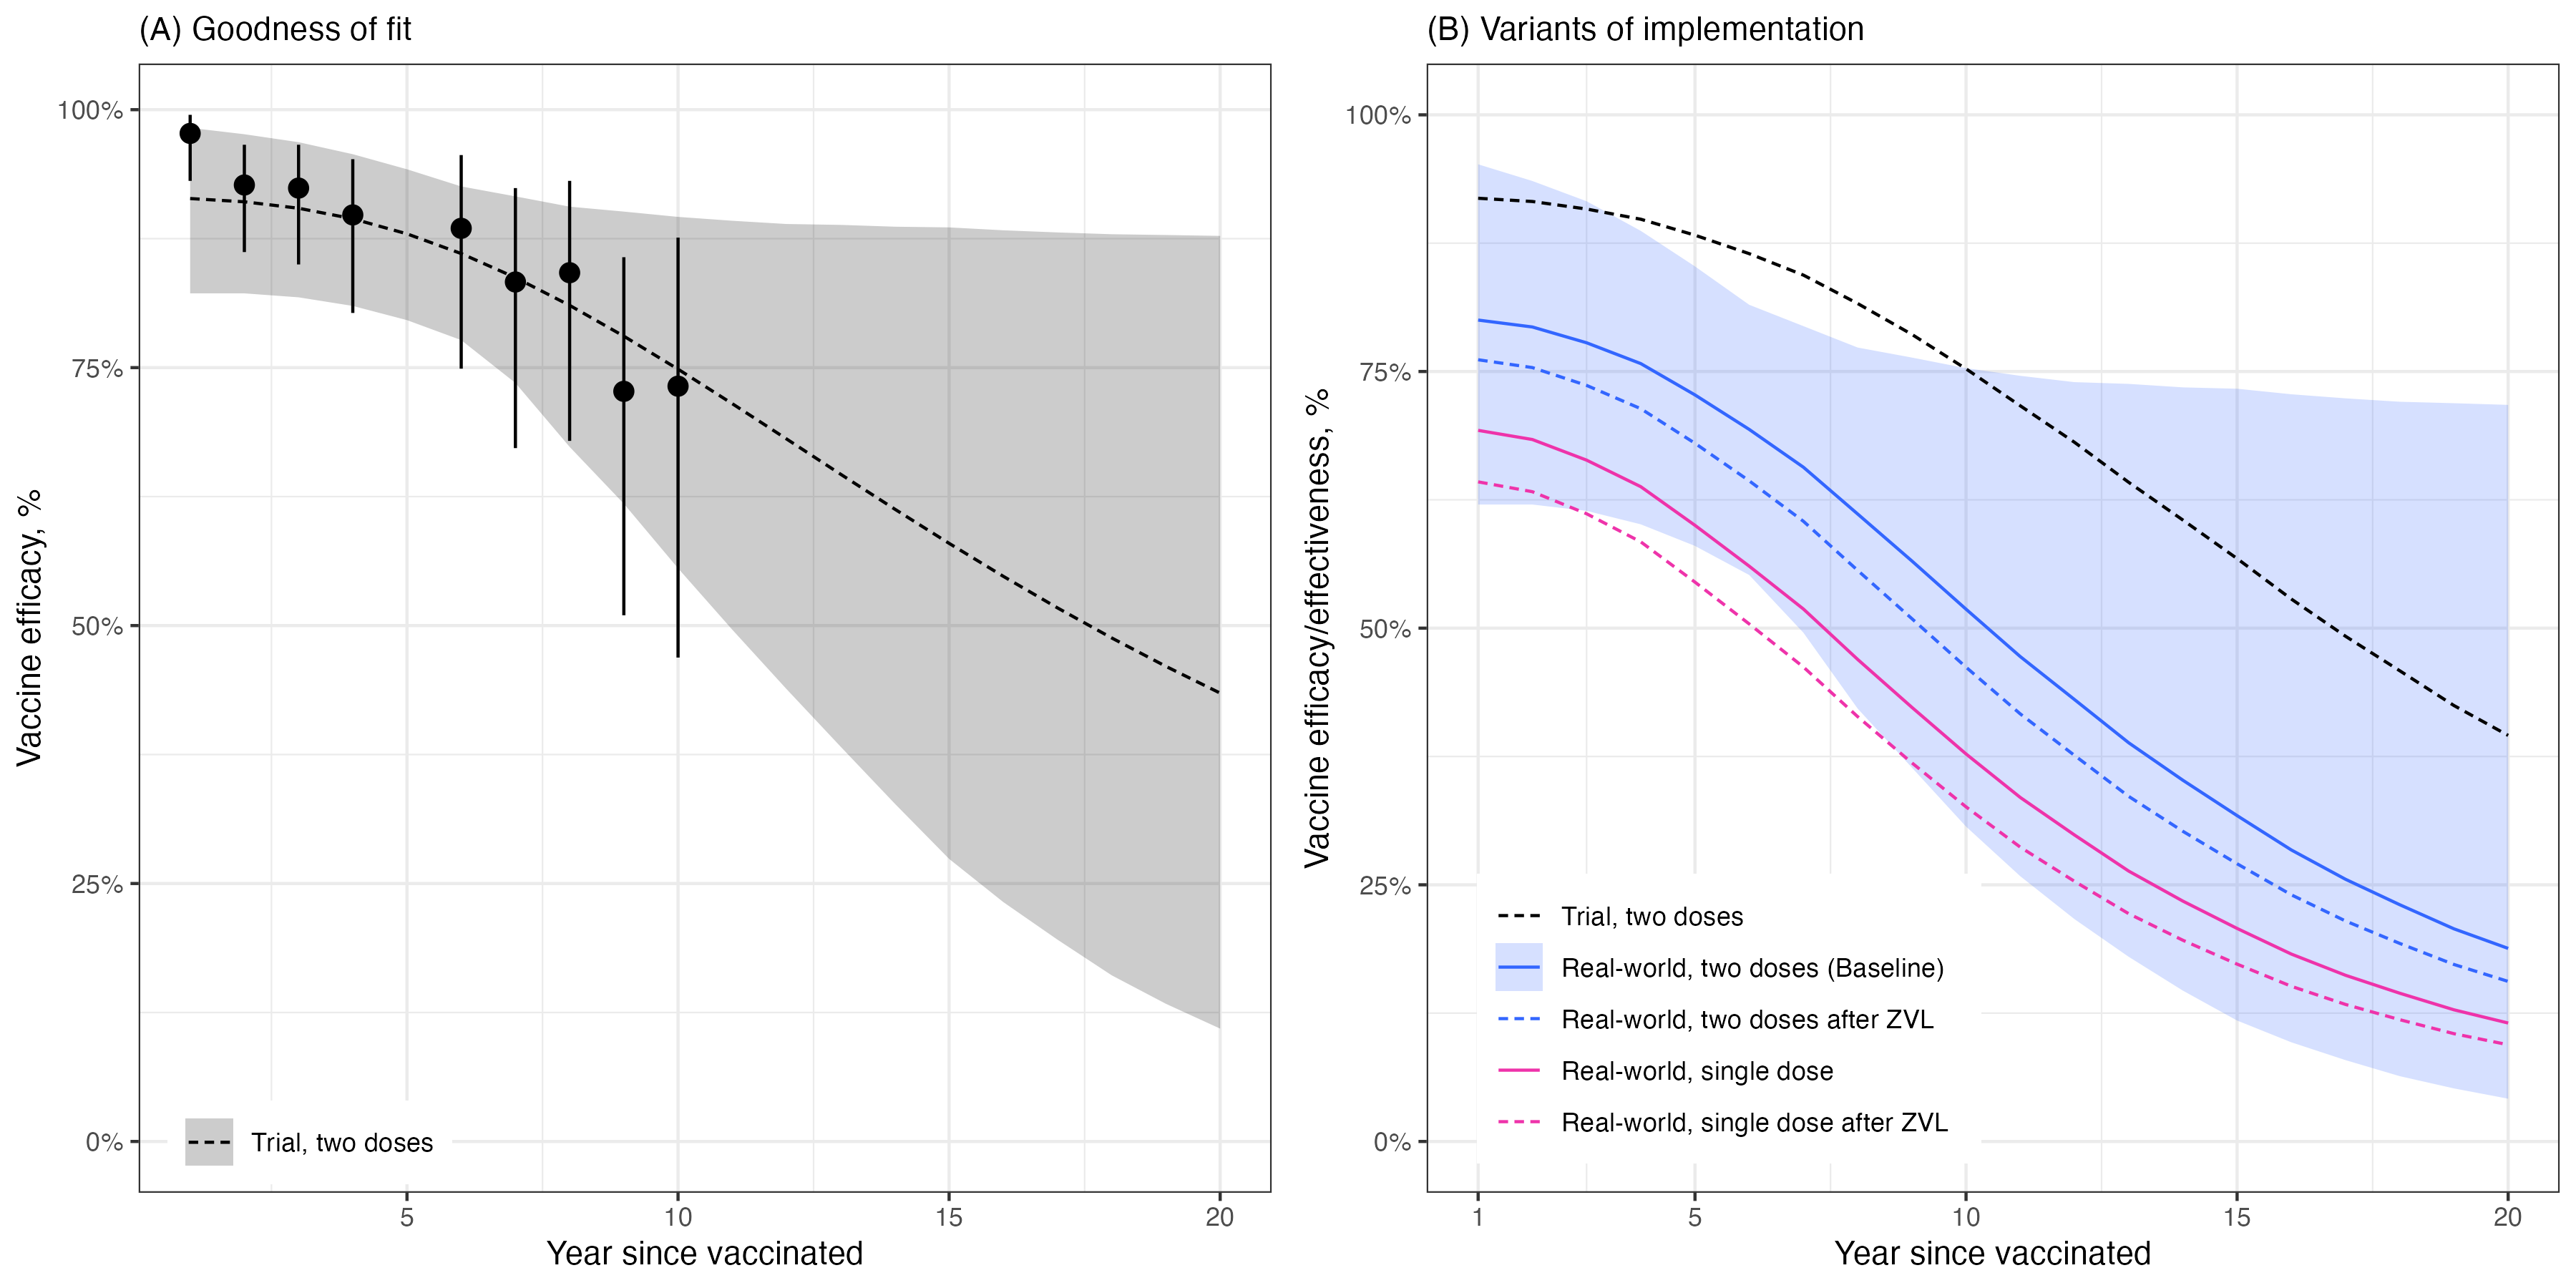 (A) Goodness of fit
Vaccine efficacy, %
100%
75%
50%
25%
0%
Trial, two doses
5
10
15
20
Year since vaccinated
(B) Variants of implementation
Vaccine efficacy/effectiveness, %
100%
75%
50%
25%
0%
Trial, two doses
Real-world, two doses (Baseline)
Real-world, two doses after ZVL
Real-world, single dose
Real-world, single dose after ZVL
1
5
10
15
20
Year since vaccinated